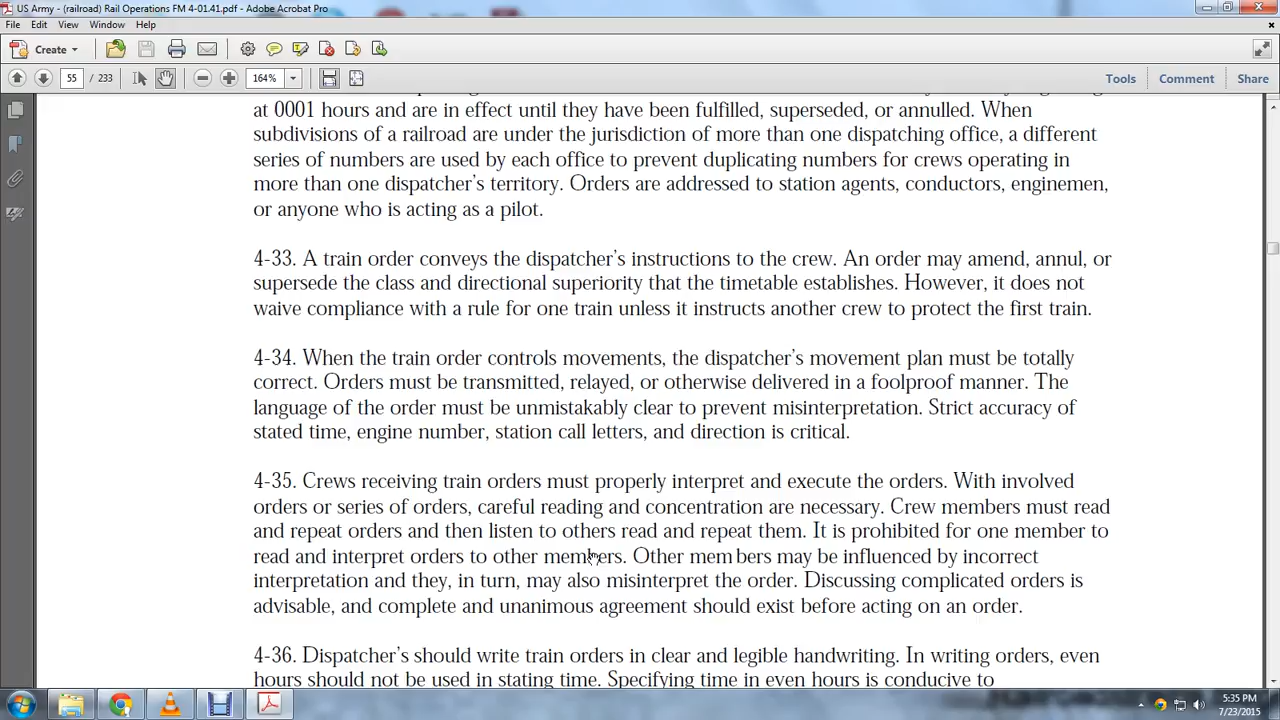 US Army - (railroad) Rail Operations FM 4-01.41.pdf - Adobe Acrobat Pro
File Edit View Window Help
Create
55 / 233 164% Tools Comment Share
at 0001 hours and are in effect until they have been fulfilled, superseded, or annulled. When
subdivisions of a railroad are under the jurisdiction of more than one dispatching office, a different
series of numbers are used by each office to prevent duplicating numbers for crews operating in
more than one dispatcher's territory. Orders are addressed to station agents, conductors, enginemen,
or anyone who is acting as a pilot.
4-33. A train order conveys the dispatcher's instructions to the crew. An order may amend, annul, or
supersede the class and directional superiority that the timetable establishes. However, it does not
waive compliance with a rule for one train unless it instructs another crew to protect the first train.
4-34. When the train order controls movements, the dispatcher's movement plan must be totally
correct. Orders must be transmitted, relayed, or otherwise delivered in a foolproof manner. The
language of the order must be unmistakably clear to prevent misinterpretation. Strict accuracy of
stated time, engine number, station call letters, and direction is critical.
4-35. Crews receiving train orders must properly interpret and execute the orders. With involved
orders or series of orders, careful reading and concentration are necessary. Crew members must read
and repeat orders and then listen to others read and repeat them. It is prohibited for one member to
read and interpret orders to other members. Other members may be influenced by incorrect
interpretation and they, in turn, may also misinterpret the order. Discussing complicated orders is
advisable, and complete and unanimous agreement should exist before acting on an order.
4-36. Dispatcher's should write train orders in clear and legible handwriting. In writing orders, even
hours should not be used in stating time. Specifying time in even hours is conducive to
5:35 PM
7/23/2015